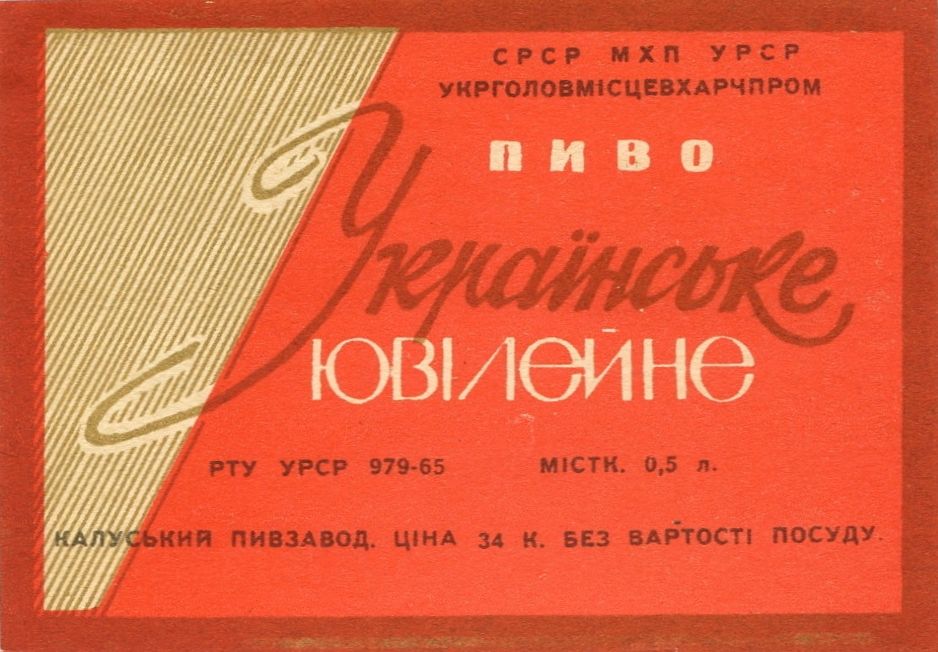 СРСР МХП УРСР
УКРГОЛОВМІСЦЕВХАРЧПРОМ
ПИВО
Українське
ЮВІЛЕЙНЕ
РТУ УРСР 979-65 МІСТК. 0,5 л.
КАЛУСЬКИЙ ПИВЗАВОД. ЦІНА 34 К. БЕЗ ВАРТОСТІ ПОСУДУ.